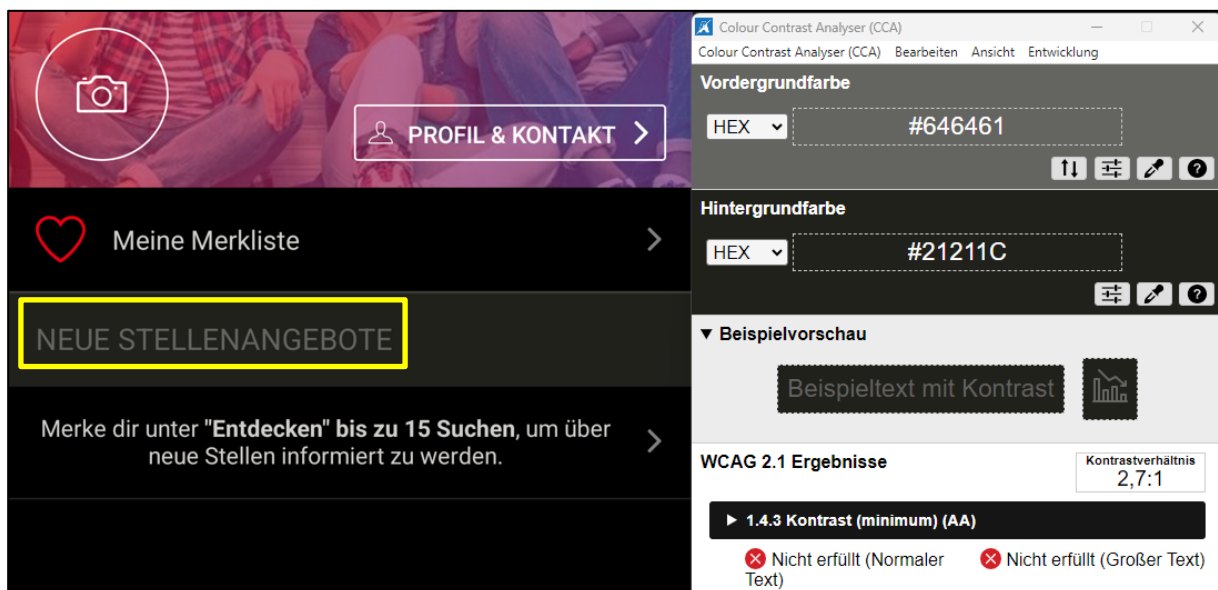 PROFIL & KONTAKT
Meine Merkliste
NEUE STELLENANGEBOTE
Merke dir unter "Entdecken" bis zu 15 Suchen, um über
neue Stellen informiert zu werden.
Colour Contrast Analyser (CCA)
Colour Contrast Analyser (CCA) Bearbeiten Ansicht Entwicklung
Vordergrundfarbe
HEX #646461
Hintergrundfarbe
HEX #21211C
▼ Beispielvorschau
Beispieltext mit Kontrast
WCAG 2.1 Ergebnisse
Kontrastverhältnis
2,7:1
▶ 1.4.3 Kontrast (minimum) (AA)
Nicht erfüllt (Normaler
Text)
Nicht erfüllt (Großer Text)